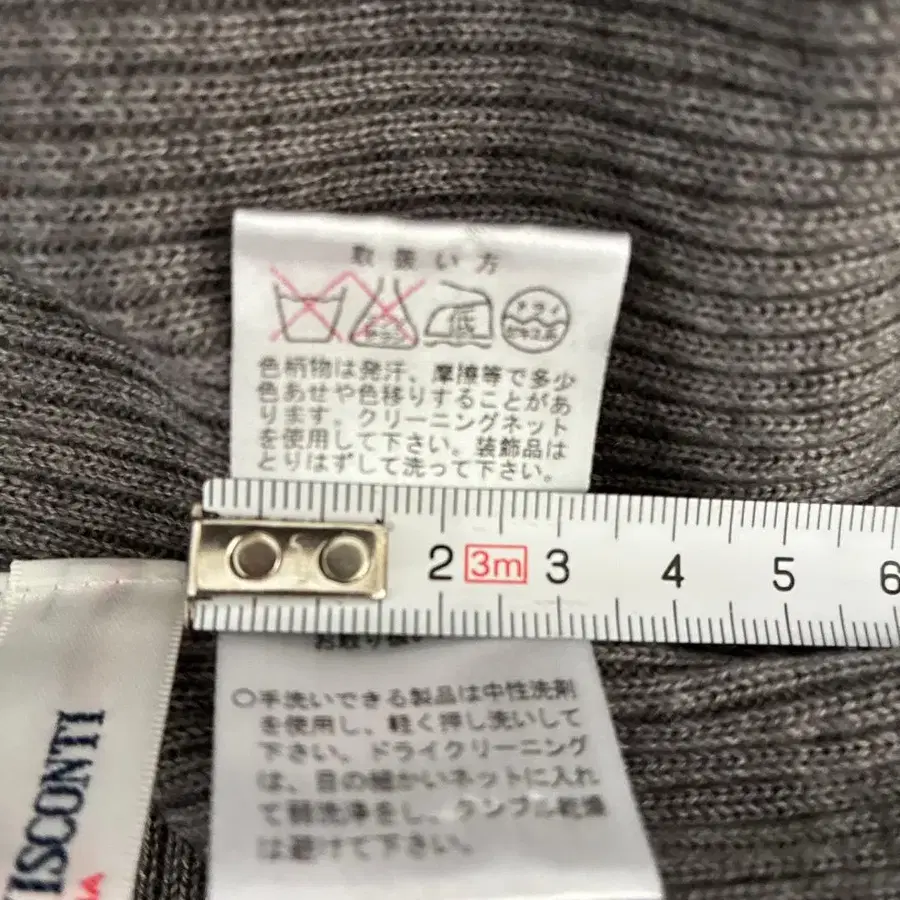 取扱い方
低
ドライ
色柄物は発汗、摩擦等で多少
色あせや色移りすることがあ
ります。クリーニングネット
を使用して下さい。装飾品は
とりはずして洗って下さい。
2 3m 3 4 5 6
○手洗いできる製品は中性洗剤
を使用し、軽く押し洗いして
下さい。ドライクリーニング
は、目の細かいネットに入れ
て弱洗浄をし、タンブル乾燥
は避けて下さい。
VISCONTI